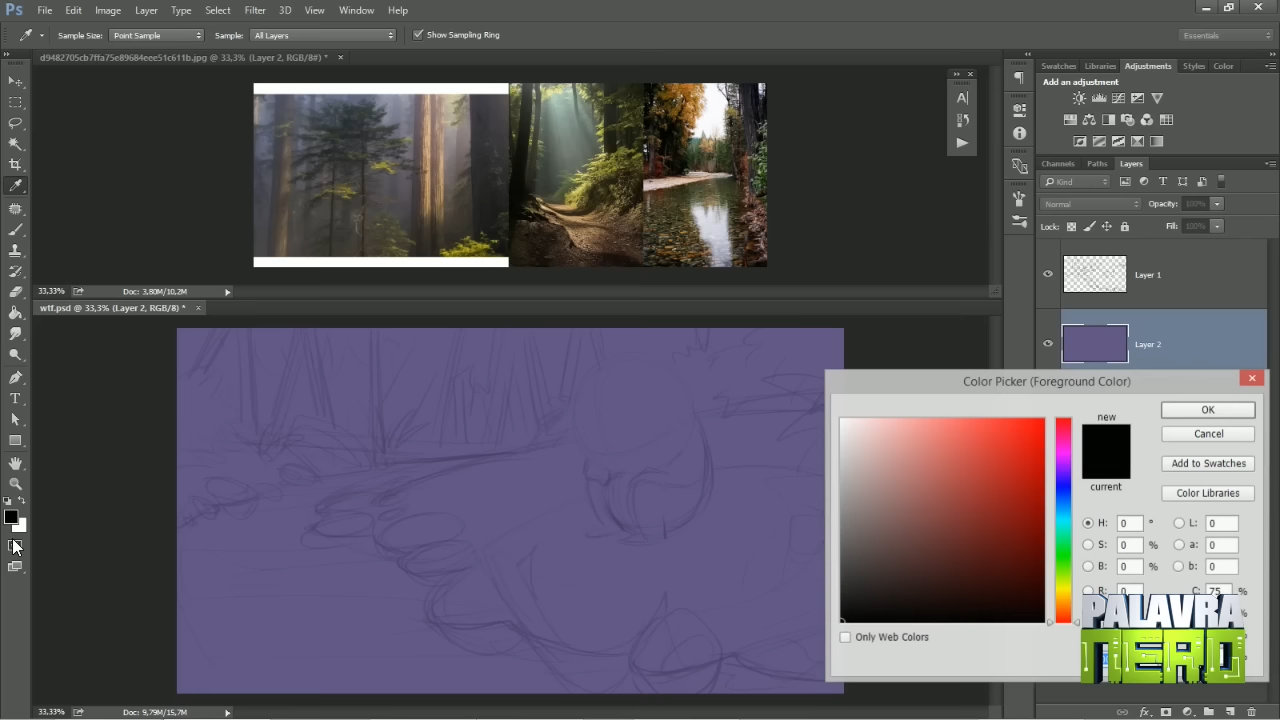 Ps File Edit Image Layer Type Select Filter 3D View Window Help
Sample Size: Point Sample Sample: All Layers Show Sampling Ring Essentials
d9482705cb7ffa75e89684eee51c611b.jpg @ 33,3% (Layer 2, RGB/8#) * ×
Swatches Libraries Adjustments Styles Color
Add an adjustment
Channels Paths Layers
Kind
Normal Opacity: 100%
Lock: Fill: 100%
Layer 1
33,33% Doc: 3,80M/10,2M
wtf.psd @ 33,3% (Layer 2, RGB/8) * ×
Layer 2
Color Picker (Foreground Color)
new
current
OK
Cancel
Add to Swatches
Color Libraries
H: 0 ° L: 0
S: 0 % a: 0
B: 0 % b: 0
R: 0 C: 75 %
%
Only Web Colors
PALAVRA
NERD
33,33% Doc: 9,79M/15,7M